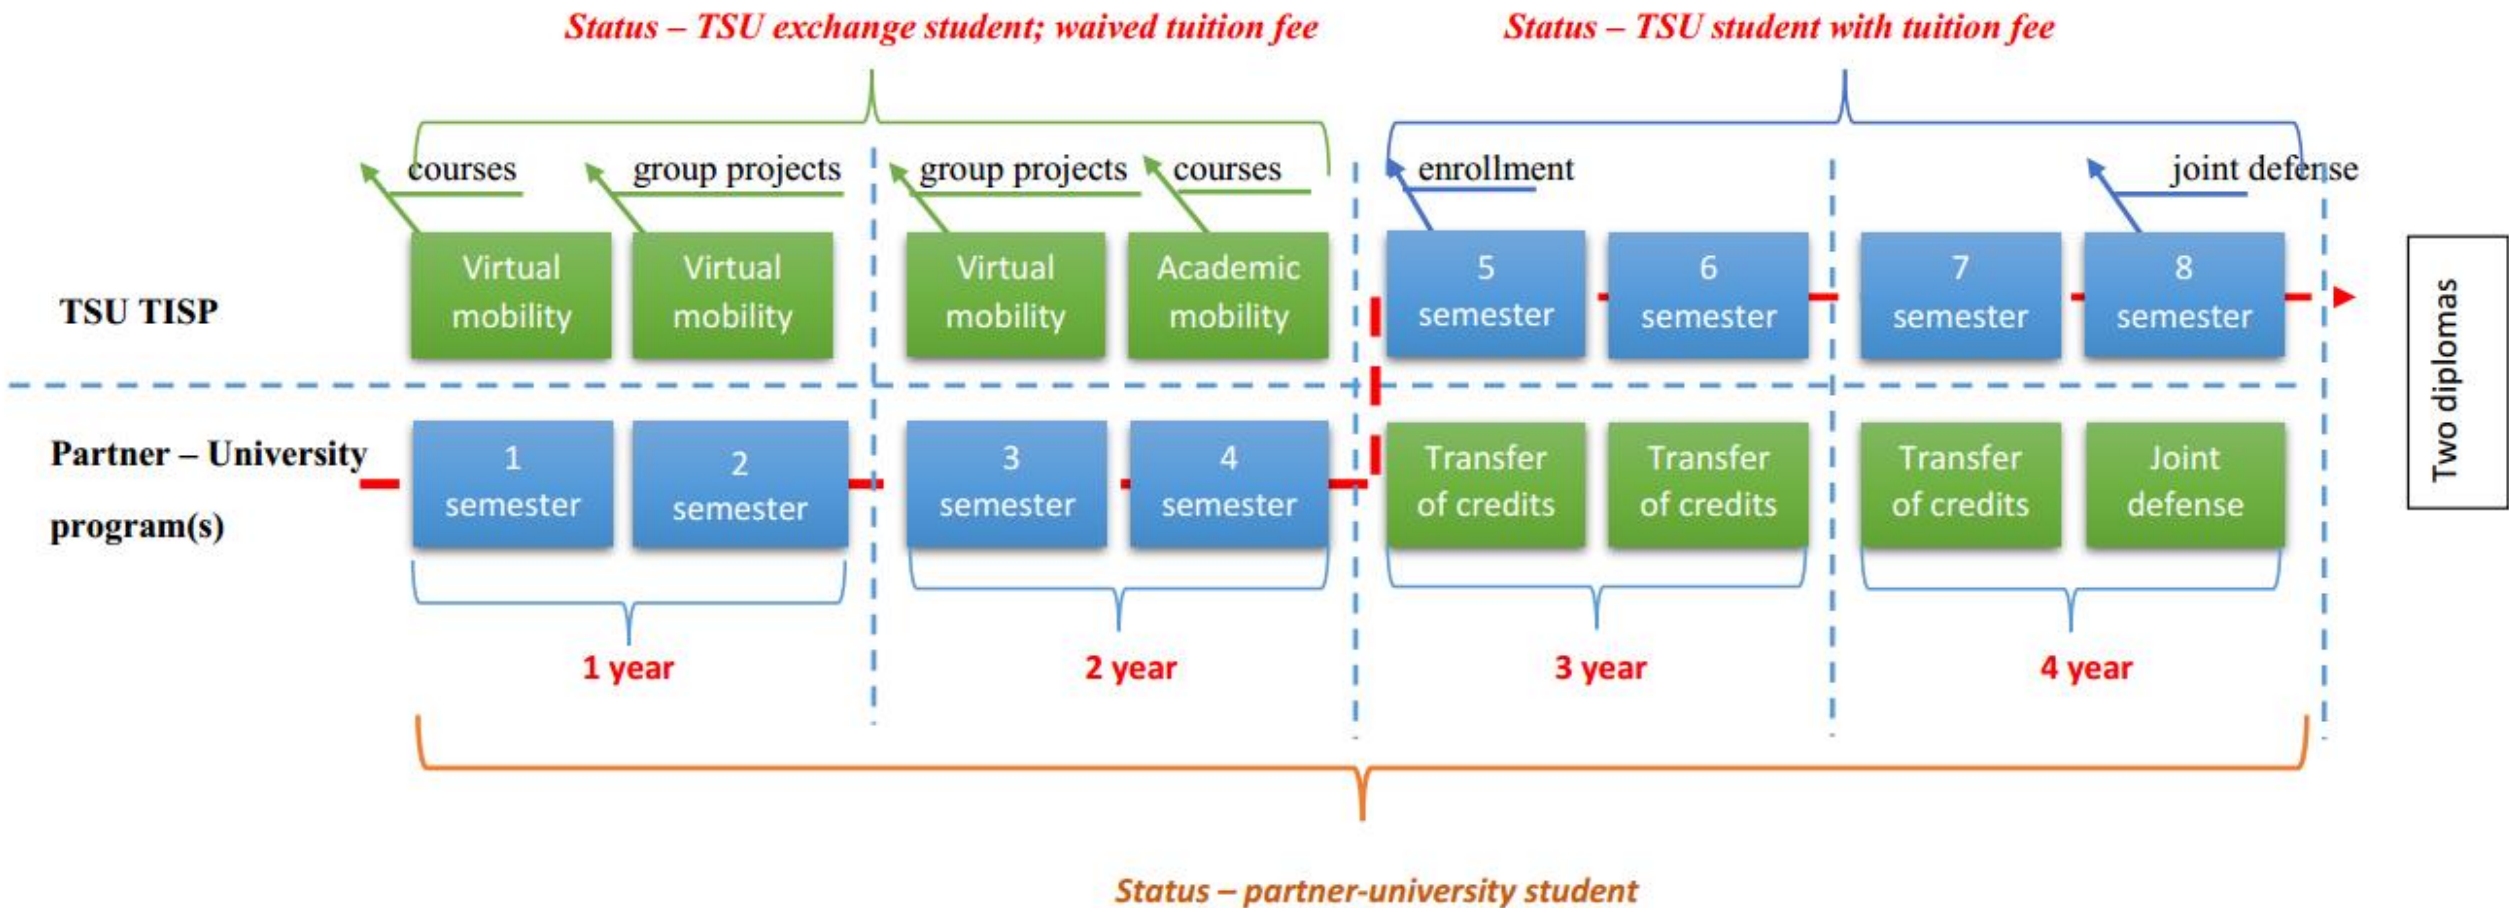 Status – TSU exchange student; waived tuition fee
Status – TSU student with tuition fee
courses
group projects
group projects
courses
enrollment
joint defense
TSU TISP
Virtual
mobility
Virtual
mobility
Virtual
mobility
Academic
mobility
5
semester
6
semester
7
semester
8
semester
Two diplomas
Partner – University
program(s)
1
semester
2
semester
3
semester
4
semester
Transfer
of credits
Transfer
of credits
Transfer
of credits
Joint
defense
1 year
2 year
3 year
4 year
Status – partner-university student